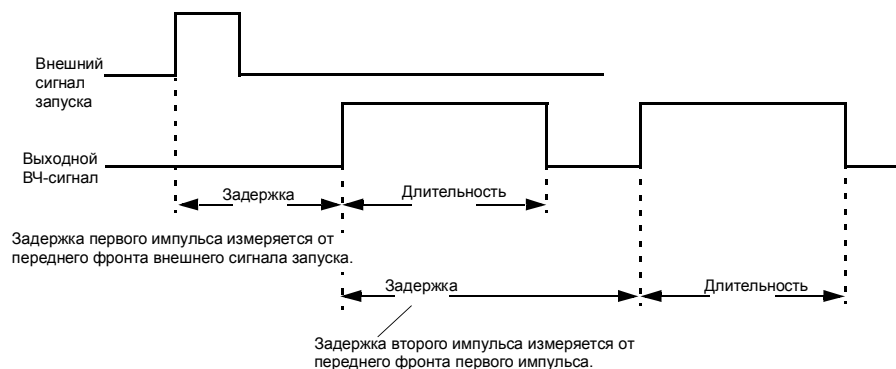 Внешний
сигнал
запуска
Выходной
ВЧ-сигнал
Задержка
Длительность
Задержка первого импульса измеряется от
переднего фронта внешнего сигнала запуска.
Задержка
Длительность
Задержка второго импульса измеряется от
переднего фронта первого импульса.